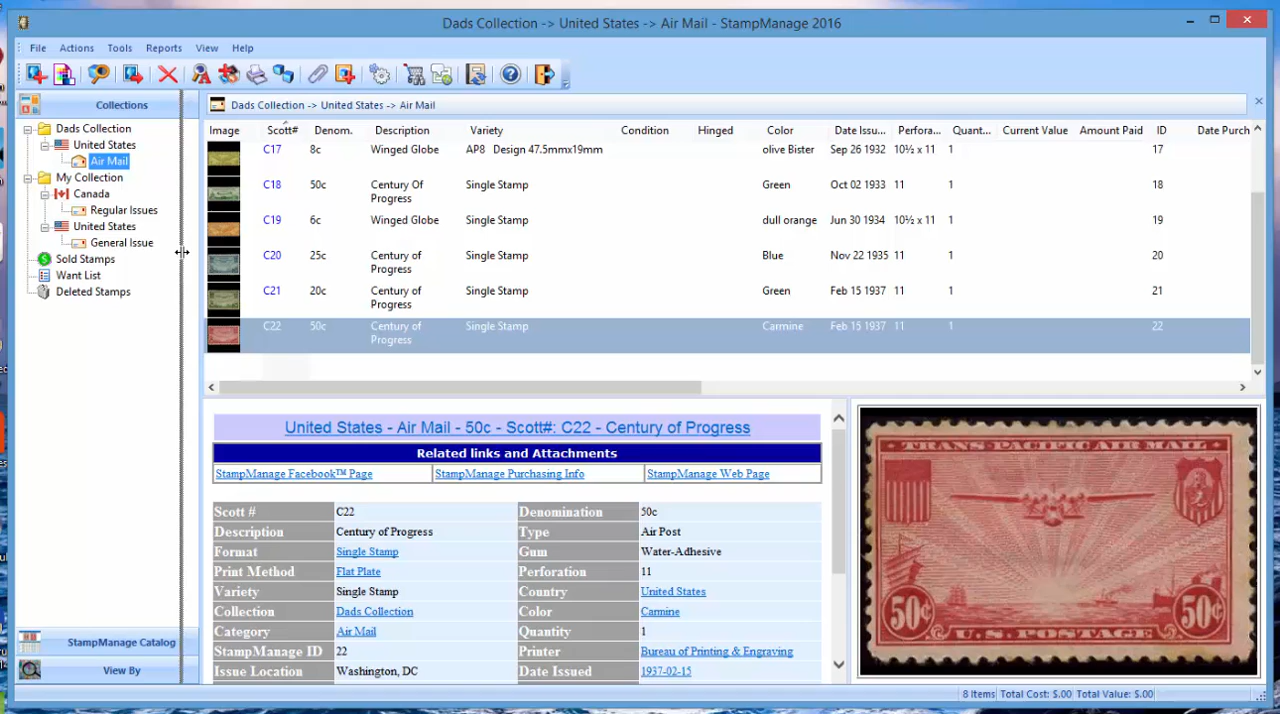 Dads Collection -> United States -> Air Mail - StampManage 2016
File Actions Tools Reports View Help
Collections
Dads Collection
United States
Air Mail
My Collection
Canada
Regular Issues
United States
General Issue
Sold Stamps
Want List
Deleted Stamps
StampManage Catalog
View By
Dads Collection -> United States -> Air Mail
Image Scott# Denom. Description Variety Condition Hinged Color Date Issu... Perfora... Quant... Current Value Amount Paid ID Date Purch
C17 8c Winged Globe AP8 Design 47.5mmx19mm olive Bister Sep 26 1932 10½ x 11 1 17
C18 50c Century Of Progress Single Stamp Green Oct 02 1933 11 1 18
C19 6c Winged Globe Single Stamp dull orange Jun 30 1934 10½ x 11 1 19
C20 25c Century of Progress Single Stamp Blue Nov 22 1935 11 1 20
C21 20c Century of Progress Single Stamp Green Feb 15 1937 11 1 21
C22 50c Century of Progress Single Stamp Carmine Feb 15 1937 11 1 22
United States - Air Mail - 50c - Scott#: C22 - Century of Progress
Related links and Attachments
StampManage Facebook™ Page StampManage Purchasing Info StampManage Web Page
Scott # C22 Denomination 50c
Description Century of Progress Type Air Post
Format Single Stamp Gum Water-Adhesive
Print Method Flat Plate Perforation 11
Variety Single Stamp Country United States
Collection Dads Collection Color Carmine
Category Air Mail Quantity 1
StampManage ID 22 Printer Bureau of Printing & Engraving
Issue Location Washington, DC Date Issued 1937-02-15
TRANS-PACIFIC AIR MAIL
50¢ 50¢
U.S. POSTAGE
8 Items Total Cost: $.00 Total Value: $.00